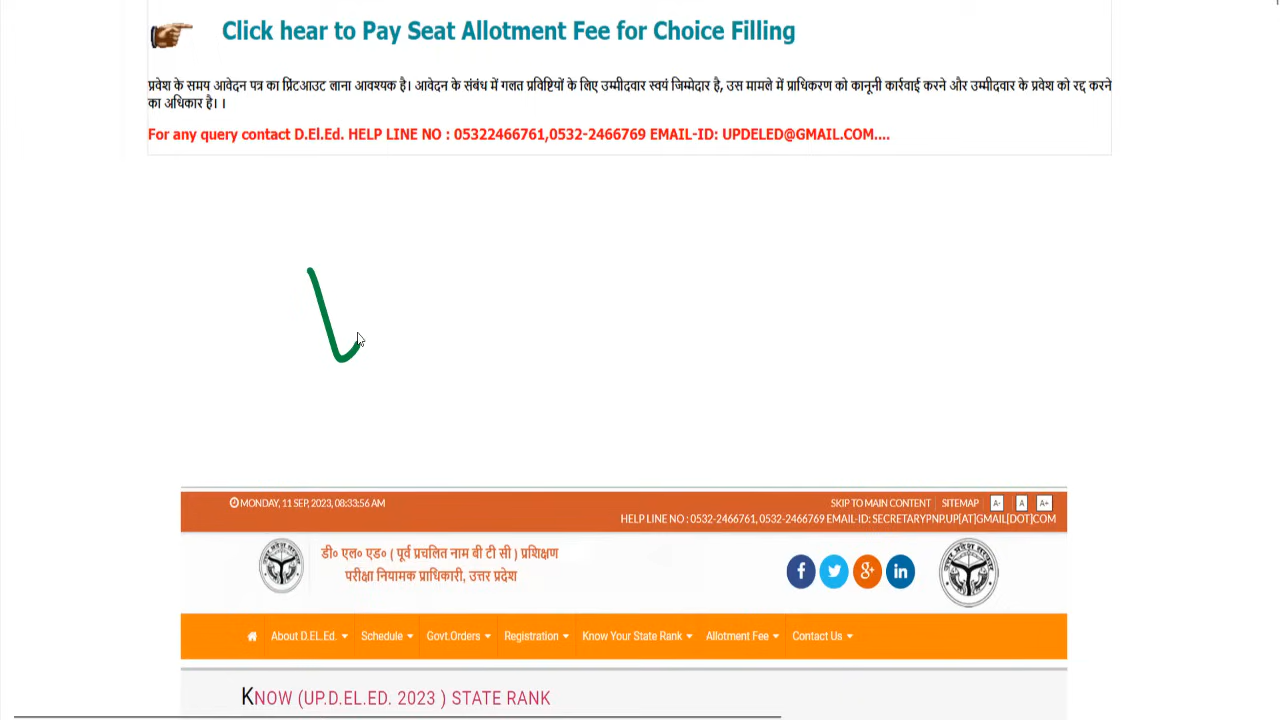 Click hear to Pay Seat Allotment Fee for Choice Filling
प्रवेश के समय आवेदन पत्र का प्रिंटआउट लाना आवश्यक है। आवेदन के संबंध में गलत प्रविष्टियों के लिए उम्मीदवार स्वयं जिम्मेदार है, उस मामले में प्राधिकरण को कानूनी कार्रवाई करने और उम्मीदवार के प्रवेश को रद्द करने
का अधिकार है। ।
For any query contact D.El.Ed. HELP LINE NO : 05322466761,0532-2466769 EMAIL-ID: UPDELED@GMAIL.COM....
MONDAY, 11 SEP, 2023, 08:33:56 AM SKIP TO MAIN CONTENT SITEMAP A- A A+
HELP LINE NO : 0532-2466761, 0532-2466769 EMAIL-ID: SECRETARYPNP.UP[AT]GMAIL[DOT]COM
डी० एल० एड० ( पूर्व प्रचलित नाम बी टी सी ) प्रशिक्षण
परीक्षा नियामक प्राधिकारी, उत्तर प्रदेश
About D.EL.Ed. Schedule Govt.Orders Registration Know Your State Rank Allotment Fee Contact Us
KNOW (UP.D.EL.ED. 2023 ) STATE RANK